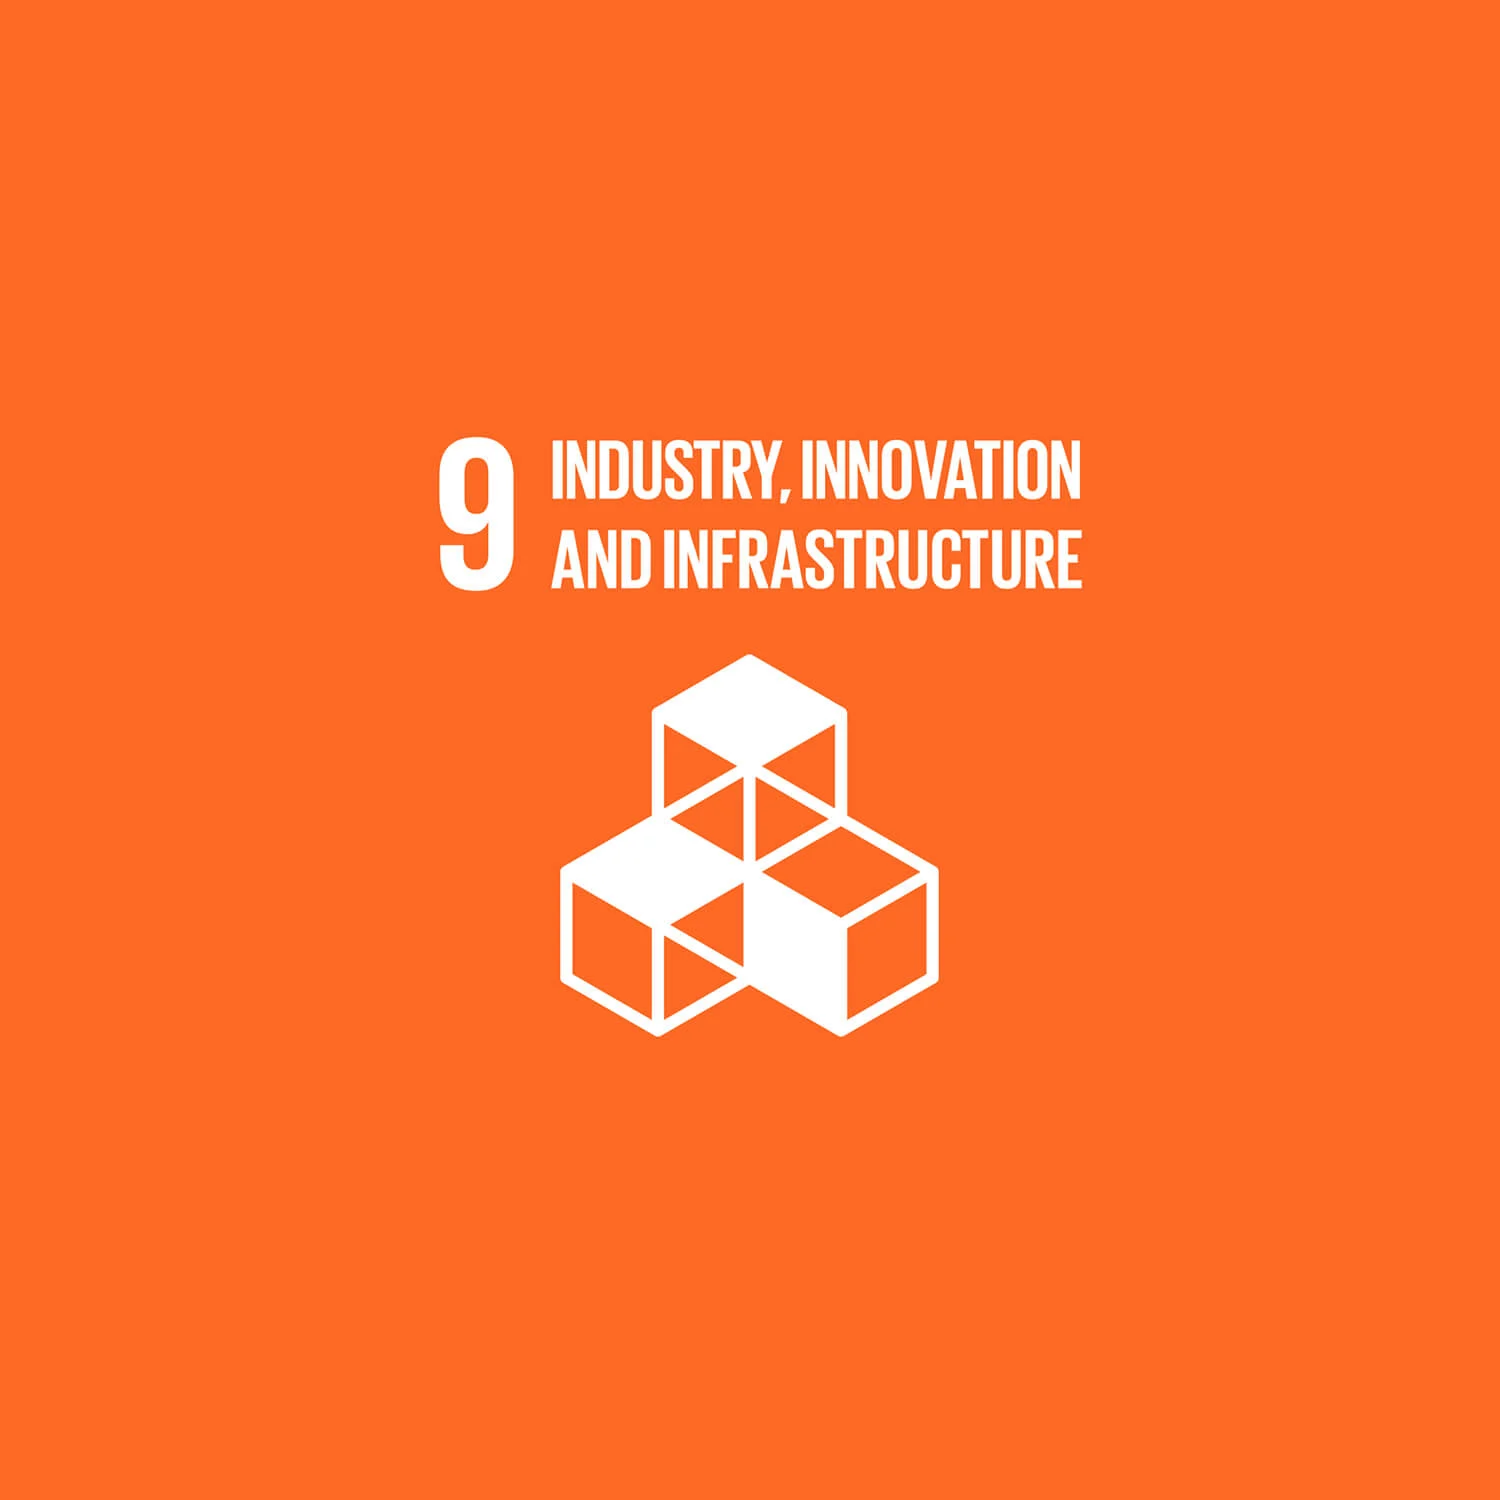 9
INDUSTRY, INNOVATION
AND INFRASTRUCTURE